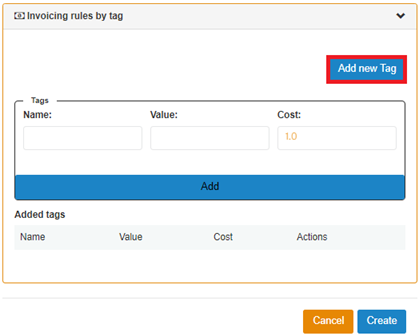 Invoicing rules by tag
Add new Tag
Tags
Name: Value: Cost:
1.0
Add
Added tags
Name Value Cost Actions
Cancel Create